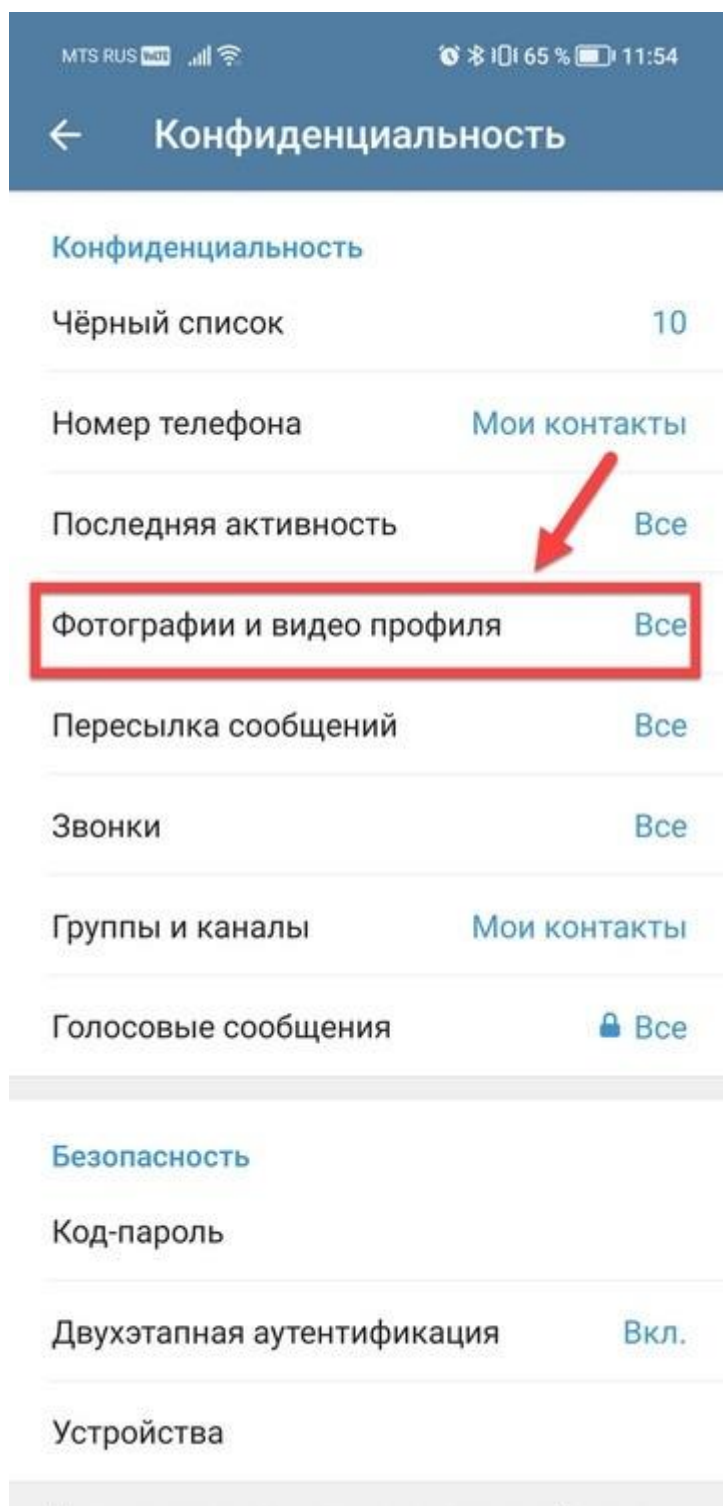 MTS RUS VoLTE 65 % 11:54
Конфиденциальность
Конфиденциальность
Чёрный список 10
Номер телефона Мои контакты
Последняя активность Все
Фотографии и видео профиля Все
Пересылка сообщений Все
Звонки Все
Группы и каналы Мои контакты
Голосовые сообщения Все
Безопасность
Код-пароль
Двухэтапная аутентификация Вкл.
Устройства